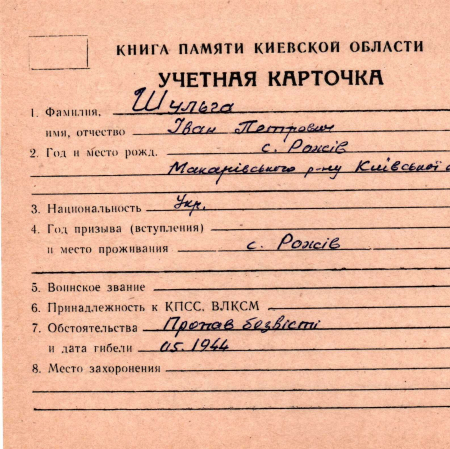 КНИГА ПАМЯТИ КИЕВСКОЙ ОБЛАСТИ
УЧЕТНАЯ КАРТОЧКА
1. Фамилия, Шульга
имя, отчество Іван Петрович
2. Год и место рожд. с. Рожів
Макарівського р-ну Київської
3. Национальность Укр.
4. Год призыва (вступления)
и место проживания с. Рожів
5. Воинское звание
6. Принадлежность к КПСС, ВЛКСМ
7. Обстоятельства Пропав безвісті
и дата гибели 05.1944
8. Место захоронения